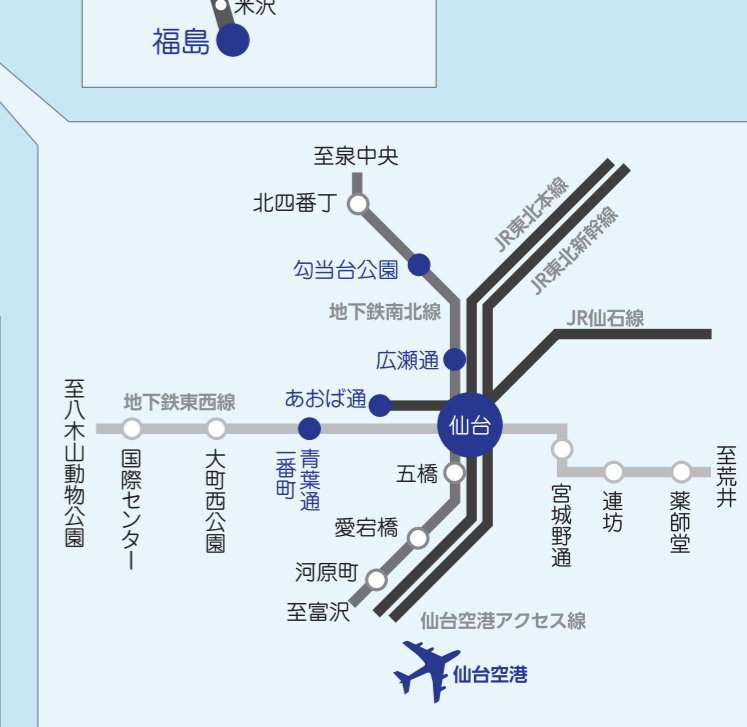 米沢
福島
至泉中央
北四番丁
勾当台公園
地下鉄南北線
JR東北本線
JR東北新幹線
JR仙石線
広瀬通
あおば通
仙台
地下鉄東西線
至八木山動物公園
国際センター
大町西公園
青葉通
一番町
五橋
愛宕橋
河原町
至富沢
宮城野通
連坊
薬師堂
至荒井
仙台空港アクセス線
仙台空港